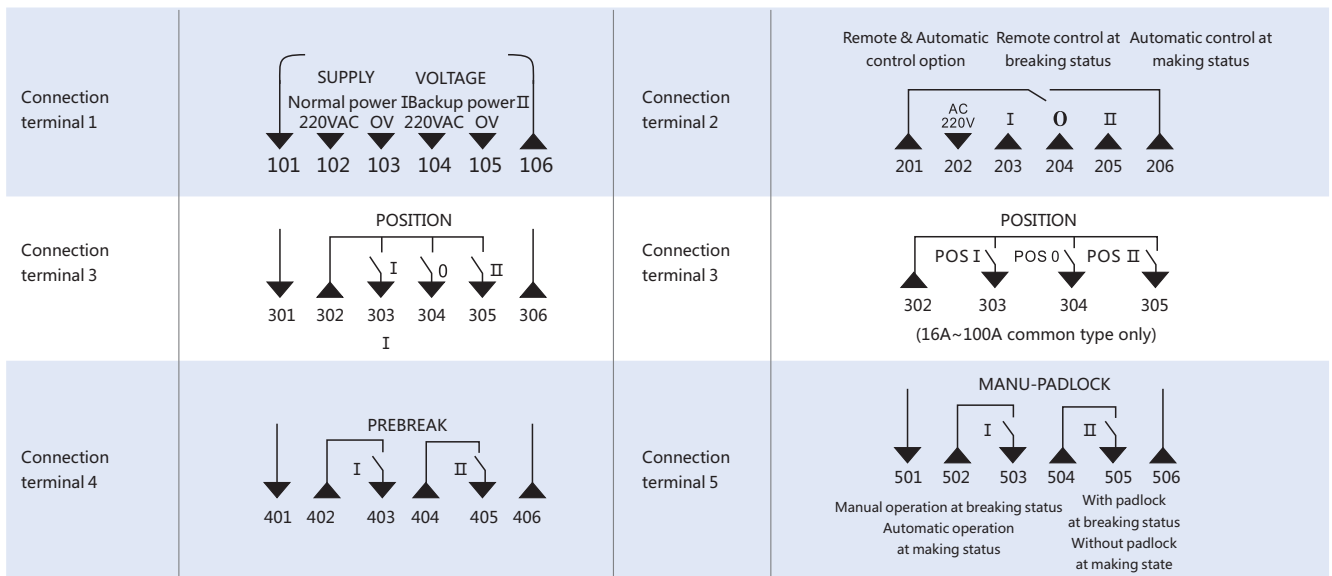 Connection
terminal 1
SUPPLY VOLTAGE
Normal power I Backup power II
220VAC OV 220VAC OV
101 102 103 104 105 106
Connection
terminal 2
Remote & Automatic
control option
Remote control at
breaking status
Automatic control at
making status
AC
220V
I O II
201 202 203 204 205 206
Connection
terminal 3
POSITION
I 0 II
301 302 303 304 305 306
I
Connection
terminal 3
POSITION
POS I POS 0 POS II
302 303 304 305
(16A~100A common type only)
Connection
terminal 4
PREBREAK
I II
401 402 403 404 405 406
Connection
terminal 5
MANU-PADLOCK
I II
501 502 503 504 505 506
Manual operation at breaking status
Automatic operation
at making status
With padlock
at breaking status
Without padlock
at making state